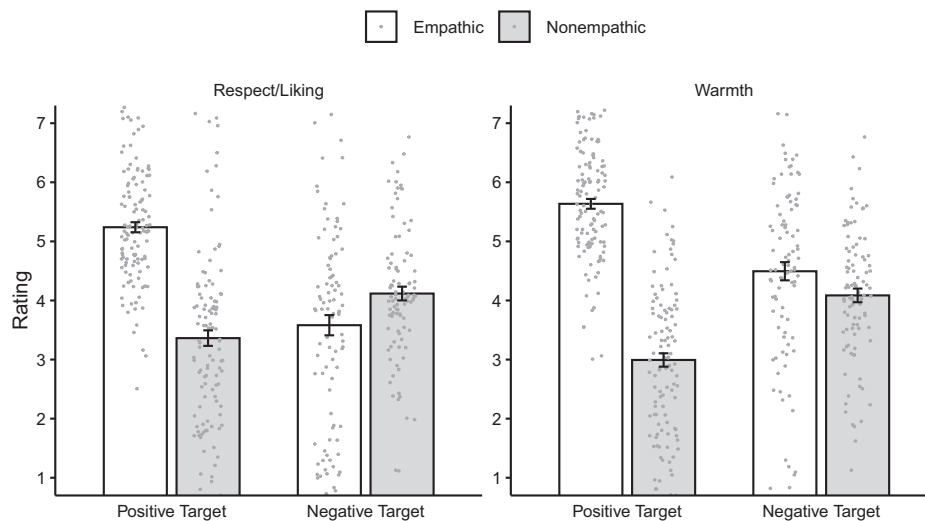 Empathic Nonempathic
Respect/Liking
Warmth
Rating
7
6
5
4
3
2
1
7
6
5
4
3
2
1
Positive Target Negative Target
Positive Target Negative Target